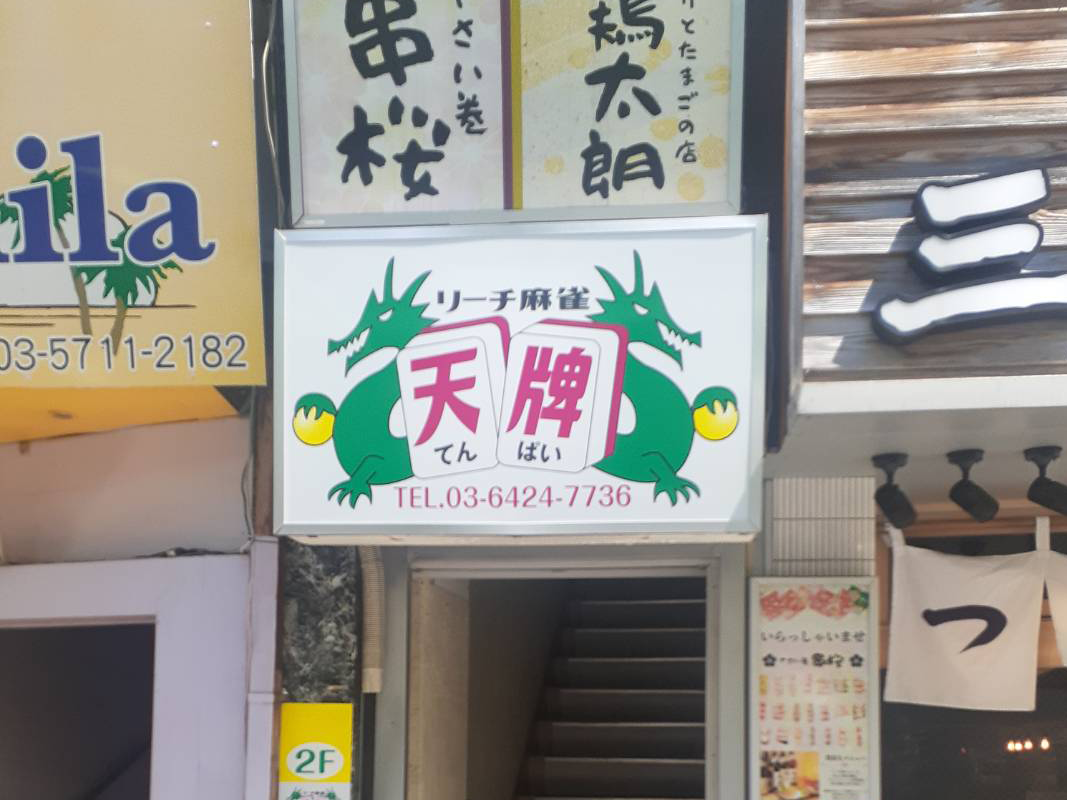 串桜
さい巻
鶏太朗
とたまごの店
ila
03-5711-2182
リーチ麻雀
天牌
てんぱい
TEL.03-6424-7736
三
つ
いらっしゃいませ
2F